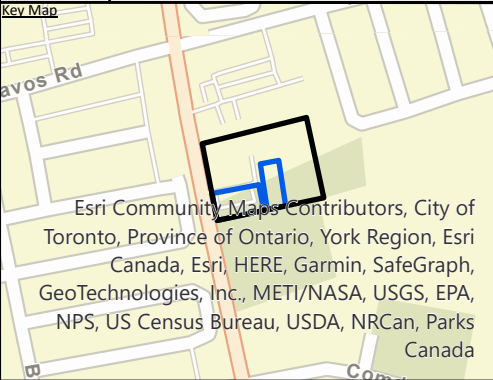 Key Map
avos Rd
Esri Community Maps Contributors, City of
Toronto, Province of Ontario, York Region, Esri
Canada, Esri, HERE, Garmin, SafeGraph,
GeoTechnologies, Inc., METI/NASA, USGS, EPA,
NPS, US Census Bureau, USDA, NRCan, Parks
Canada
B
Com